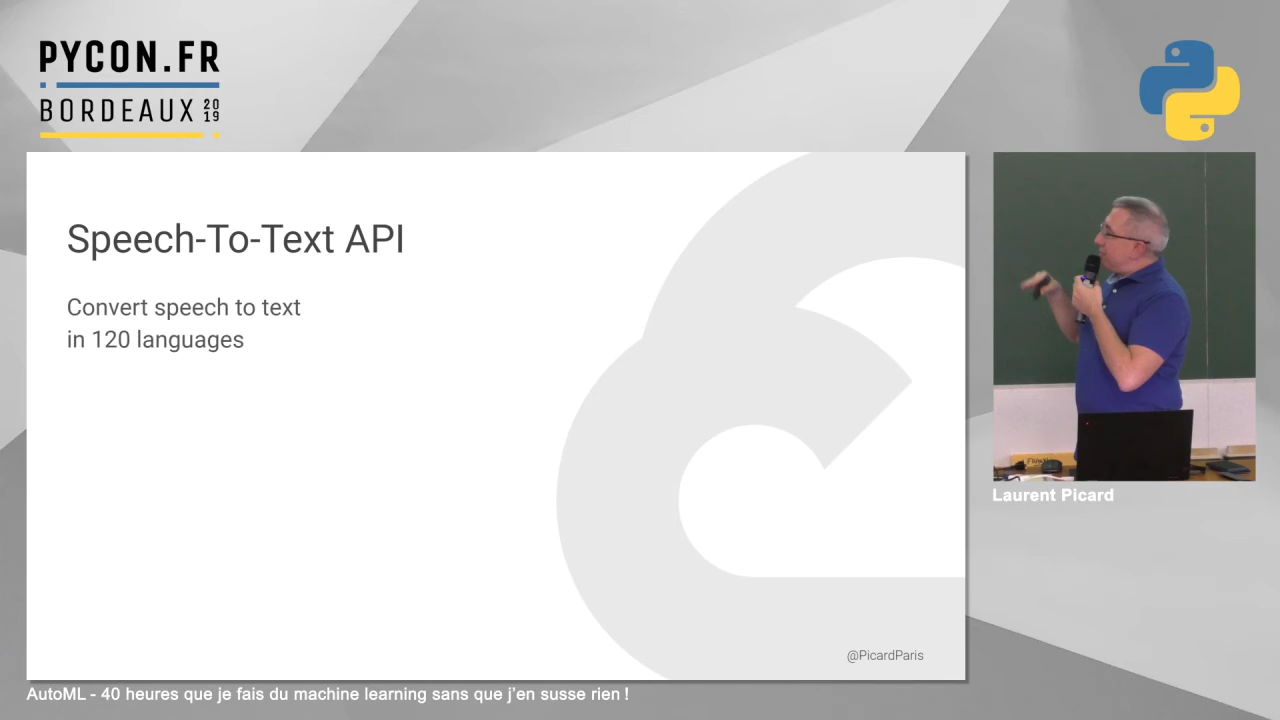 PYCON.FR
BORDEAUX 2019
Speech-To-Text API
Convert speech to text
in 120 languages
@PicardParis
Laurent Picard
AutoML - 40 heures que je fais du machine learning sans que j'en susse rien !